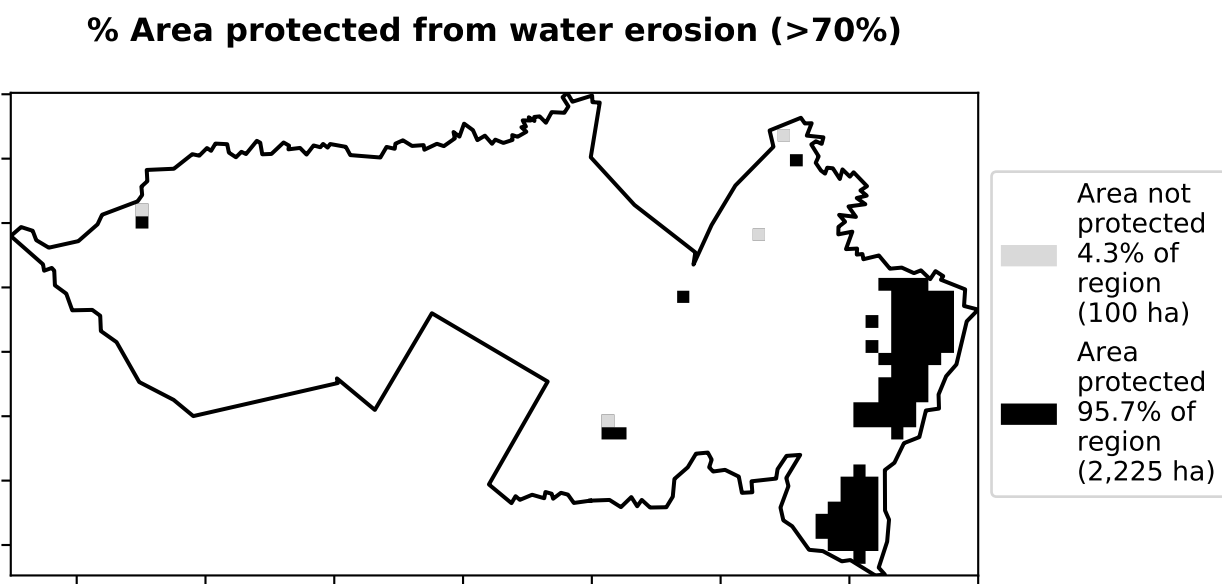 % Area protected from water erosion (>70%)
Area not
protected
4.3% of
region
(100 ha)
Area
protected
95.7% of
region
(2,225 ha)